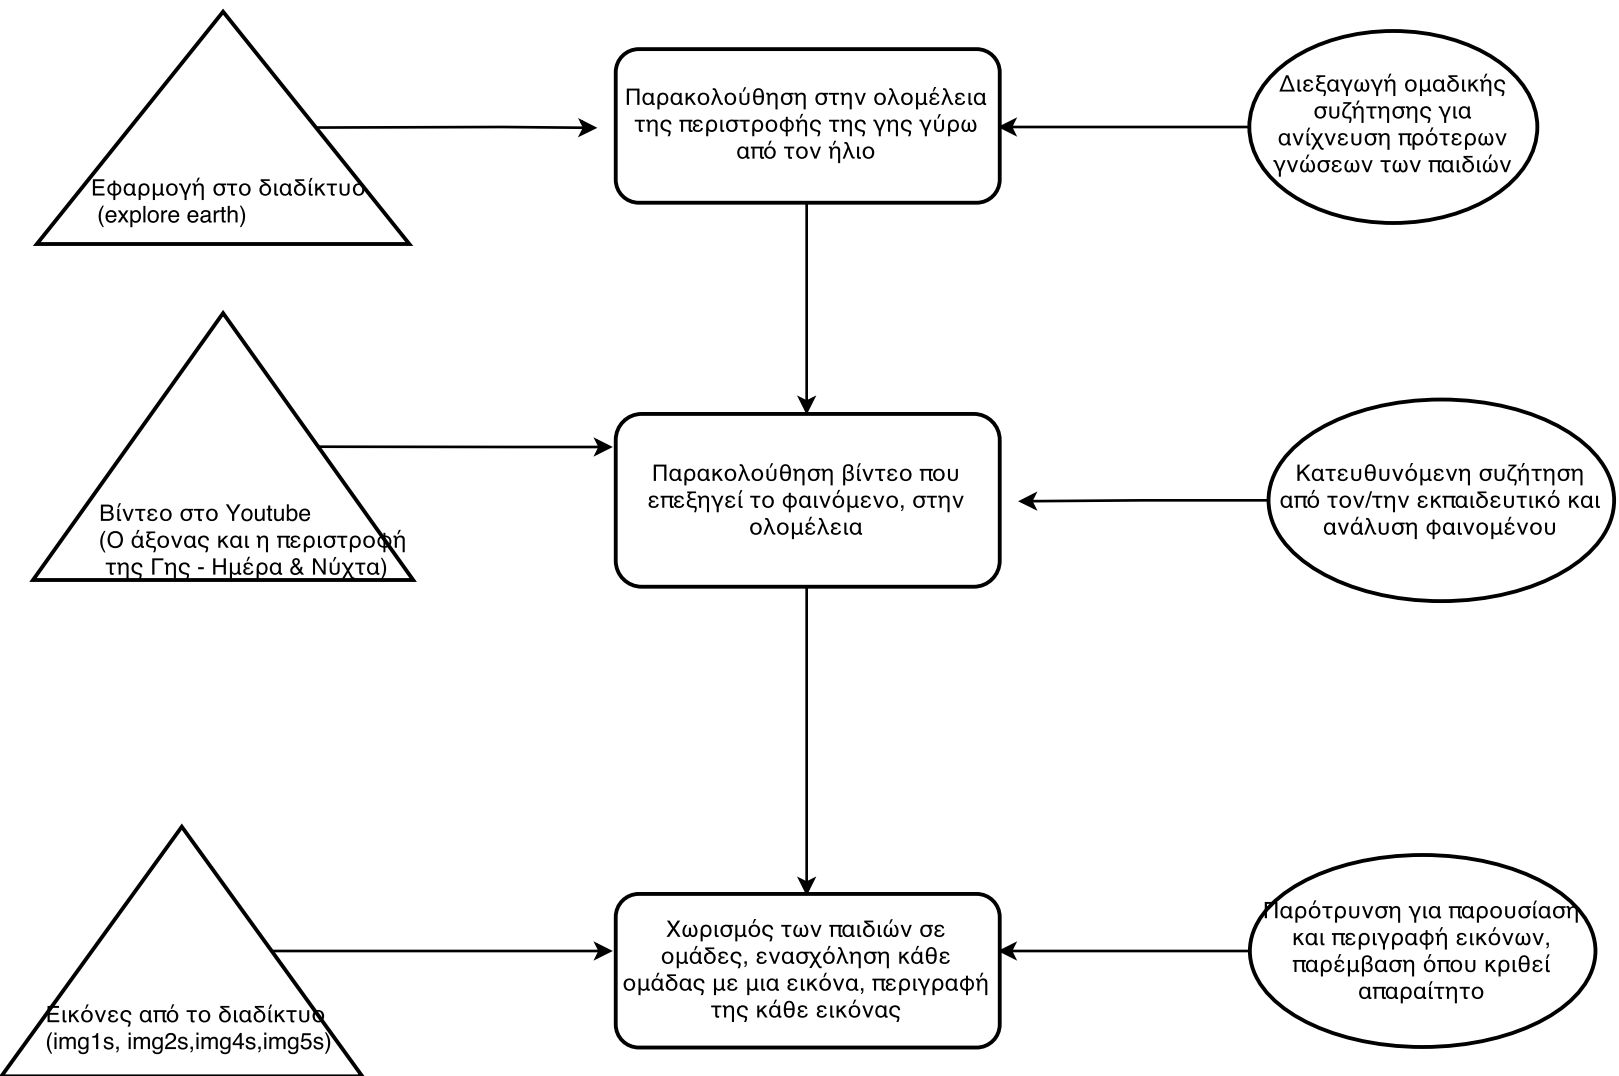 Εφαρμογή στο διαδίκτυο
(explore earth)
Παρακολούθηση στην ολομέλεια
της περιστροφής της γης γύρω
από τον ήλιο
Διεξαγωγή ομαδικής
συζήτησης για
ανίχνευση πρότερων
γνώσεων των παιδιών
Βίντεο στο Youtube
(Ο άξονας και η περιστροφή
της Γης - Ημέρα & Νύχτα)
Παρακολούθηση βίντεο που
επεξηγεί το φαινόμενο, στην
ολομέλεια
Κατευθυνόμενη συζήτηση
από τον/την εκπαιδευτικό και
ανάλυση φαινομένου
Εικόνες από το διαδίκτυο
(img1s, img2s,img4s,img5s)
Χωρισμός των παιδιών σε
ομάδες, ενασχόληση κάθε
ομάδας με μια εικόνα, περιγραφή
της κάθε εικόνας
Παρότρυνση για παρουσίαση
και περιγραφή εικόνων,
παρέμβαση όπου κριθεί
απαραίτητο